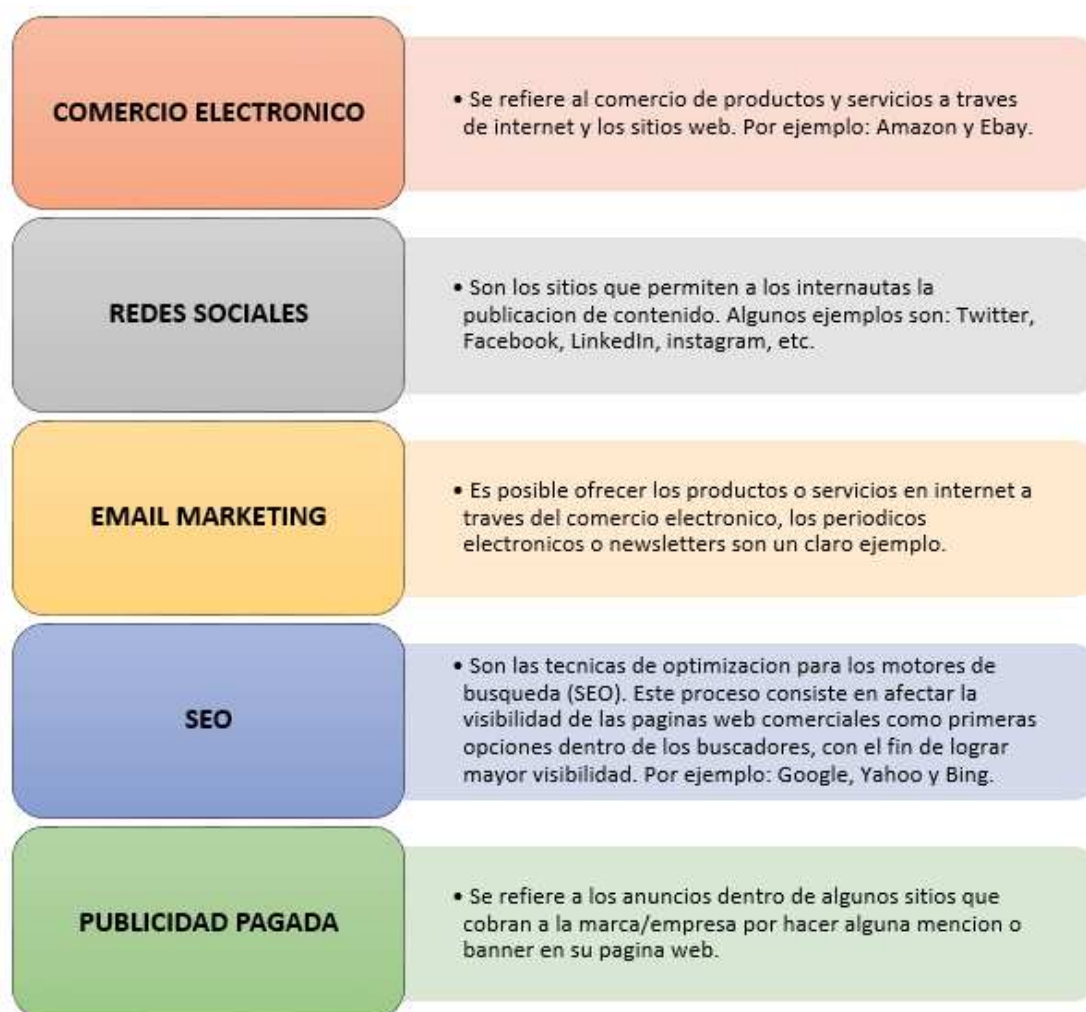 COMERCIO ELECTRONICO
• Se refiere al comercio de productos y servicios a traves
de internet y los sitios web. Por ejemplo: Amazon y Ebay.
REDES SOCIALES
• Son los sitios que permiten a los internautas la
publicacion de contenido. Algunos ejemplos son: Twitter,
Facebook, LinkedIn, instagram, etc.
EMAIL MARKETING
• Es posible ofrecer los productos o servicios en internet a
traves del comercio electronico, los periodicos
electronicos o newsletters son un claro ejemplo.
SEO
• Son las tecnicas de optimizacion para los motores de
busqueda (SEO). Este proceso consiste en afectar la
visibilidad de las paginas web comerciales como primeras
opciones dentro de los buscadores, con el fin de lograr
mayor visibilidad. Por ejemplo: Google, Yahoo y Bing.
PUBLICIDAD PAGADA
• Se refiere a los anuncios dentro de algunos sitios que
cobran a la marca/empresa por hacer alguna mencion o
banner en su pagina web.